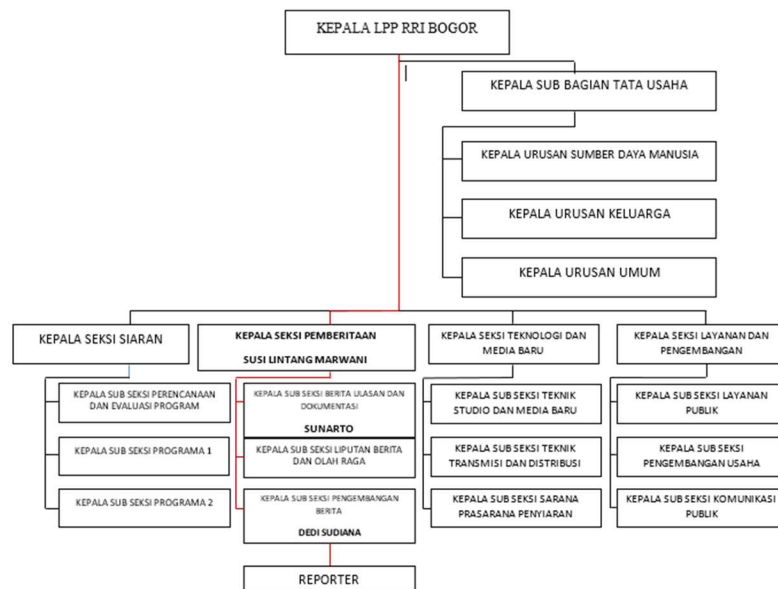 KEPALA LPP RRI BOGOR
KEPALA SUB BAGIAN TATA USAHA
KEPALA URUSAN SUMBER DAYA MANUSIA
KEPALA URUSAN KELUARGA
KEPALA URUSAN UMUM
KEPALA SEKSI SIARAN
KEPALA SUB SEKSI PERENCANAAN
DAN EVALUASI PROGRAM
KEPALA SUB SEKSI PROGRAMA 1
KEPALA SUB SEKSI PROGRAMA 2
KEPALA SEKSI PEMBERITAAN
SUSI LINTANG MARWANI
KEPALA SUB SEKSI BERITA ULASAN DAN
DOKUMENTASI
SUNARTO
KEPALA SUB SEKSI LIPUTAN BERITA
DAN OLAH RAGA
KEPALA SUB SEKSI PENGEMBANGAN
BERITA
DEDI SUDIANA
REPORTER
KEPALA SEKSI TEKNOLOGI DAN
MEDIA BARU
KEPALA SUB SEKSI TEKNIK
STUDIO DAN MEDIA BARU
KEPALA SUB SEKSI TEKNIK
TRANSMISI DAN DISTRIBUSI
KEPALA SUB SEKSI SARANA
PRASARANA PENYIARAN
KEPALA SEKSI LAYANAN DAN
PENGEMBANGAN
KEPALA SUB SEKSI LAYANAN
PUBLIK
KEPALA SUB SEKSI
PENGEMBANGAN USAHA
KEPALA SUB SEKSI KOMUNIKASI
PUBLIK